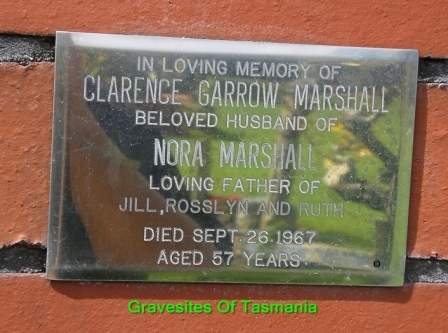 IN LOVING MEMORY OF
CLARENCE GARROW MARSHALL
BELOVED HUSBAND OF
NORA MARSHALL
LOVING FATHER OF
JILL, ROSSLYN AND RUTH
DIED SEPT. 26. 1967
AGED 57 YEARS.
Gravesites Of Tasmania